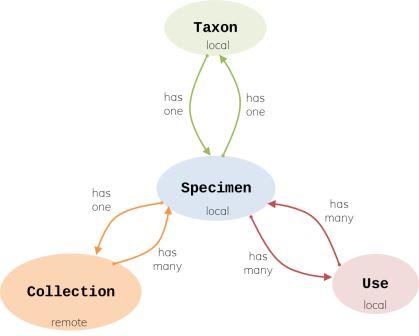 Taxon
local
has
one
has
one
Specimen
local
has
one
has
many
has
many
has
many
Collection
remote
Use
local